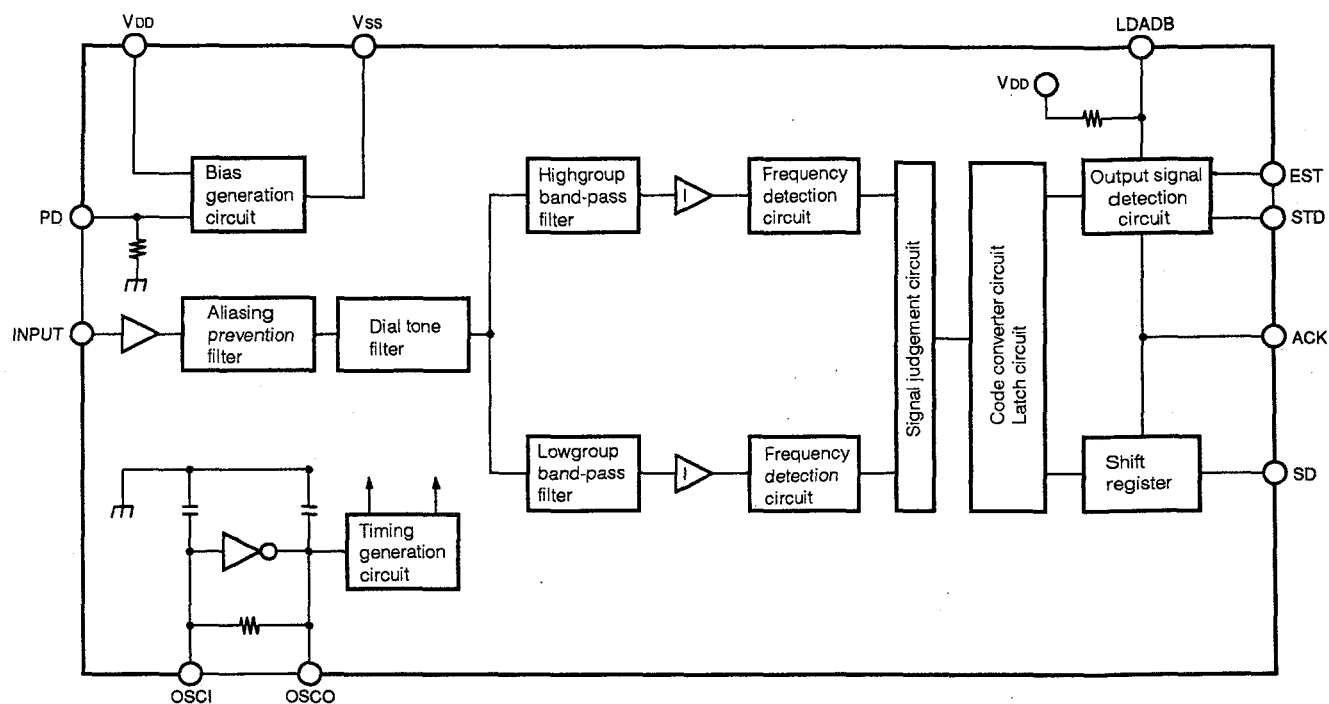 VDD
VSS
LDADB
VDD
Bias
generation
circuit
PD
Highgroup
band-pass
filter
Frequency
detection
circuit
Output signal
detection
circuit
EST
STD
INPUT
Aliasing
prevention
filter
Dial tone
filter
Signal judgement circuit
Code converter circuit
Latch circuit
ACK
Lowgroup
band-pass
filter
Frequency
detection
circuit
Shift
register
SD
Timing
generation
circuit
OSCI
OSCO